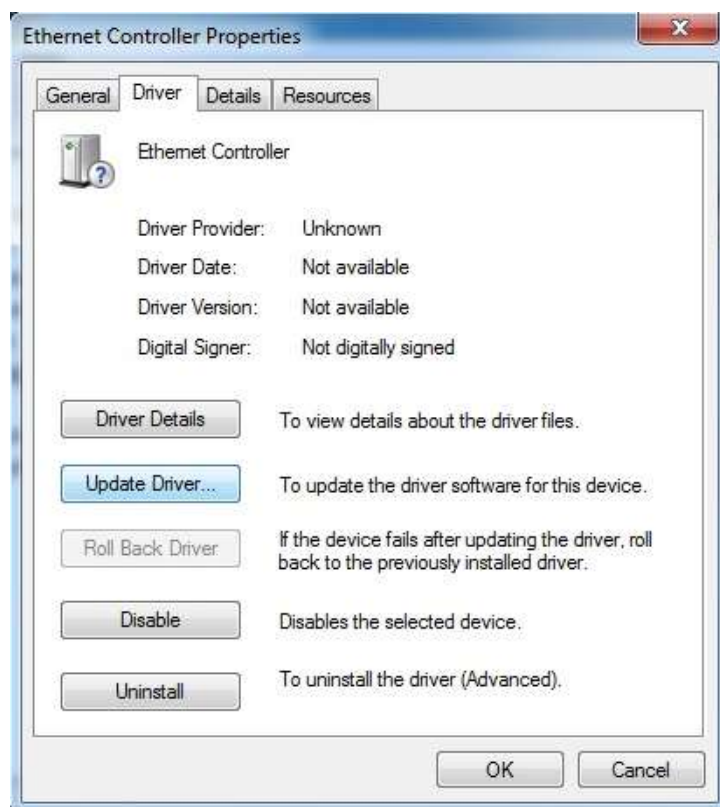 Ethernet Controller Properties
General Driver Details Resources
Ethernet Controller
Driver Provider: Unknown
Driver Date: Not available
Driver Version: Not available
Digital Signer: Not digitally signed
Driver Details To view details about the driver files.
Update Driver... To update the driver software for this device.
Roll Back Driver If the device fails after updating the driver, roll
back to the previously installed driver.
Disable Disables the selected device.
Uninstall To uninstall the driver (Advanced).
OK Cancel